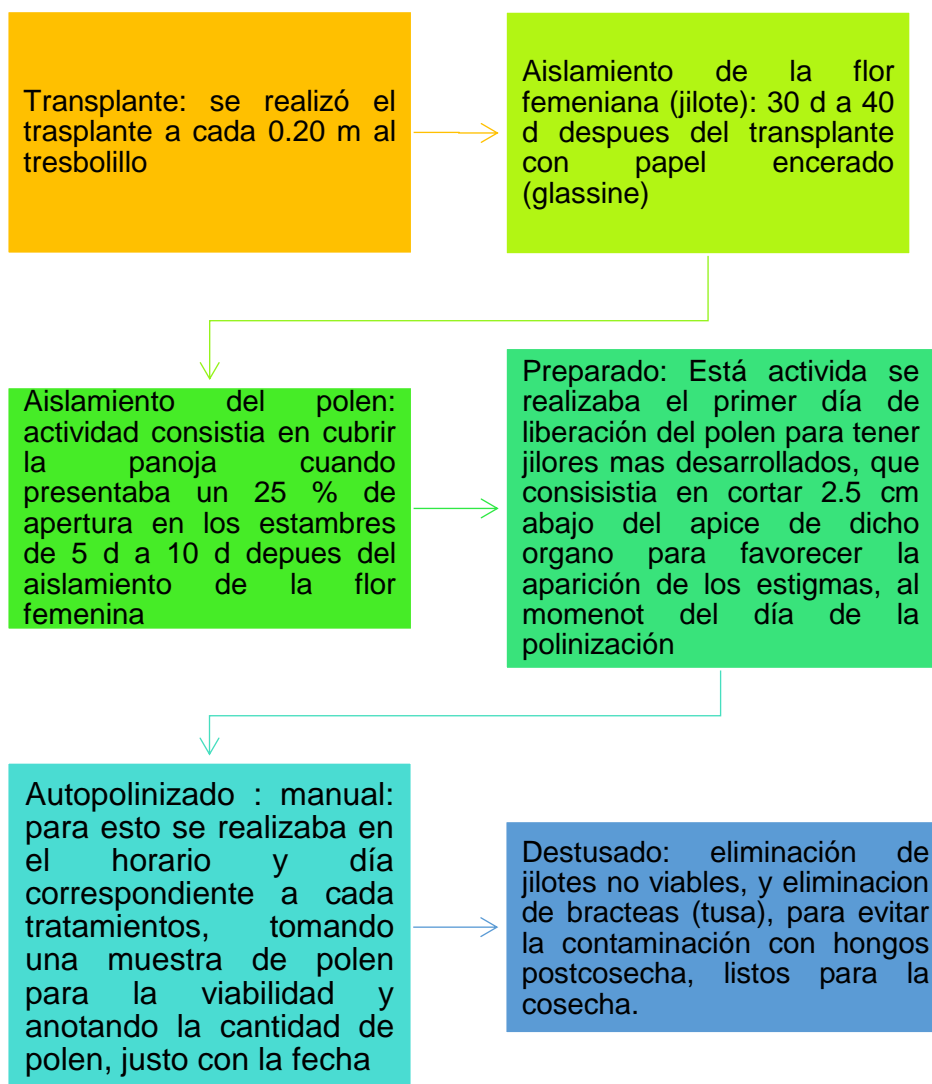 Transplante: se realizó el
trasplante a cada 0.20 m al
tresbolillo
Aislamiento de la flor
femeniana (jilote): 30 d a 40
d despues del transplante
con papel encerado
(glassine)
Aislamiento del polen:
actividad consistia en cubrir
la panoja cuando
presentaba un 25 % de
apertura en los estambres
de 5 d a 10 d depues del
aislamiento de la flor
femenina
Preparado: Está activida se
realizaba el primer día de
liberación del polen para tener
jilores mas desarrollados, que
consisistia en cortar 2.5 cm
abajo del apice de dicho
organo para favorecer la
aparición de los estigmas, al
momenot del día de la
polinización
Autopolinizado : manual:
para esto se realizaba en
el horario y día
correspondiente a cada
tratamientos, tomando
una muestra de polen
para la viabilidad y
anotando la cantidad de
polen, justo con la fecha
Destusado: eliminación de
jilotes no viables, y eliminacion
de bracteas (tusa), para evitar
la contaminación con hongos
postcosecha, listos para la
cosecha.